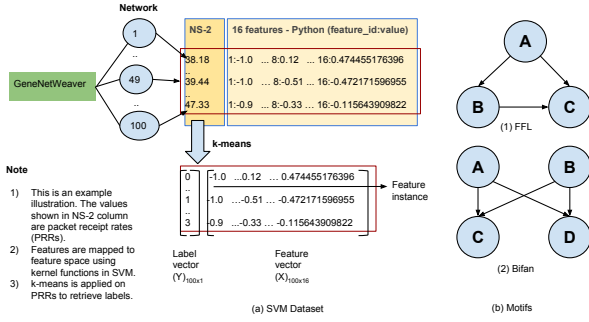 Network
NS-2
16 features - Python (feature_id:value)
1
..
49
..
100
GeneNetWeaver
38.18 1:-1.0 ... 8:0.12 ... 16:0.474455176396
..
39.44 1:-1.0 ... 8:-0.51 ... 16:-0.472171596955
..
47.33 1:-0.9 ... 8:-0.33 ... 16:-0.115643909822
k-means
0 -1.0 ...0.12 ... 0.474455176396
..
1 -1.0 ...-0.51 ... -0.472171596955
..
3 -0.9 ...-0.33 ... -0.115643909822
Feature
instance
Label
vector
(Y)100x1
Feature
vector
(X)100x16
Note
1) This is an example
illustration. The values
shown in NS-2 column
are packet receipt rates
(PRRs).
2) Features are mapped to
feature space using
kernel functions in SVM.
3) k-means is applied on
PRRs to retrieve labels.
(a) SVM Dataset
A
B
C
(1) FFL
A
B
C
D
(2) Bifan
(b) Motifs